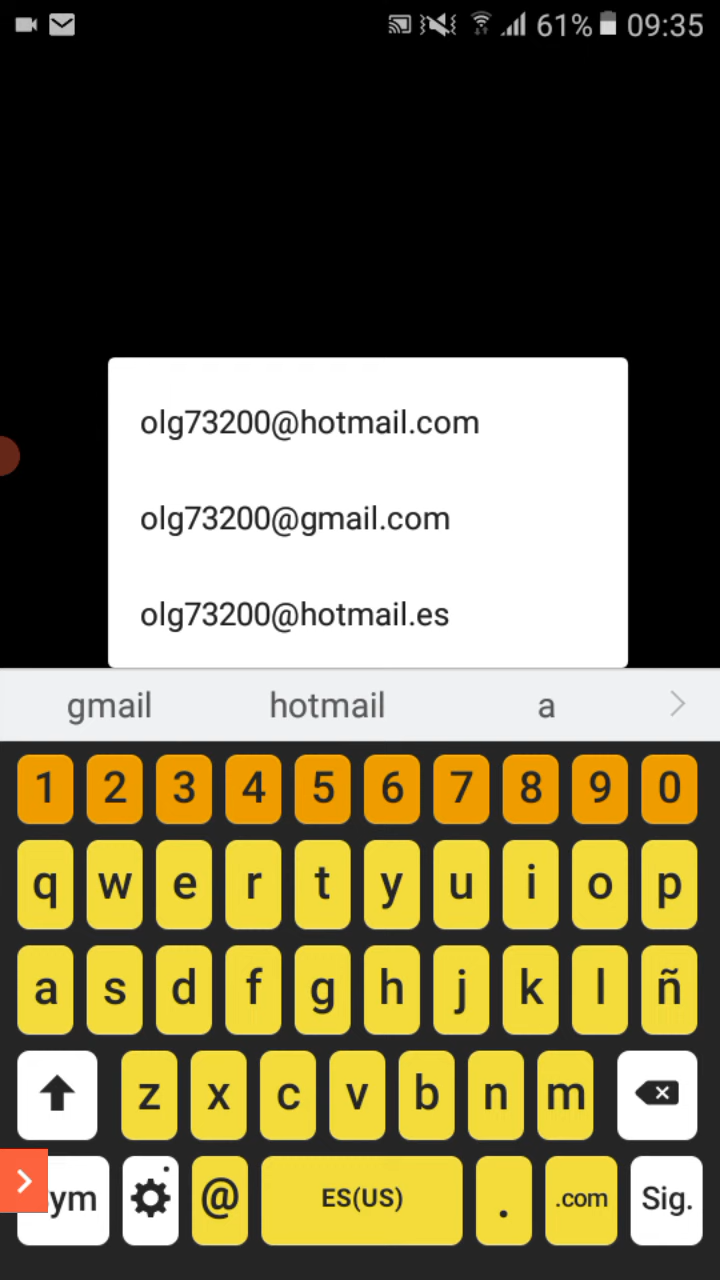 61% 09:35
olg73200@hotmail.com
olg73200@gmail.com
olg73200@hotmail.es
gmail hotmail a
1 2 3 4 5 6 7 8 9 0
q w e r t y u i o p
a s d f g h j k l ñ
z x c v b n m
ym @ ES(US) . .com Sig.